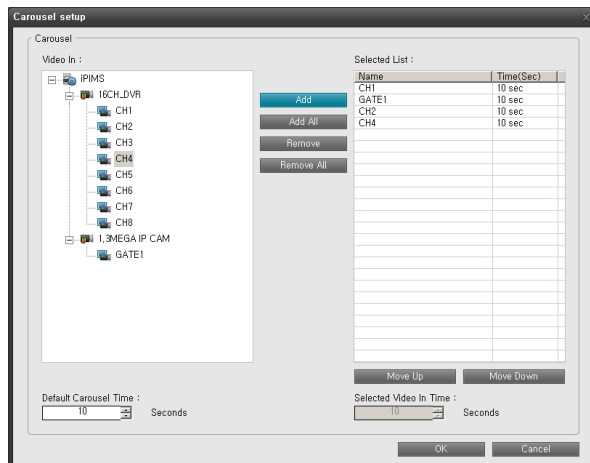 Carousel setup
Carousel
Video In :
iPIMS
16CH_DVR
CH1
CH2
CH3
CH4
CH5
CH6
CH7
CH8
1,3MEGA IP CAM
GATE1
Add
Add All
Remove
Remove All
Selected List :
Name Time(Sec)
CH1 10 sec
GATE1 10 sec
CH2 10 sec
CH4 10 sec
Move Up Move Down
Default Carousel Time :
10 Seconds
Selected Video In Time :
10 Seconds
OK Cancel